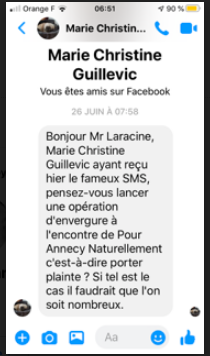 Orange F 06:51 90 %
Marie Christin...
Marie Christine
Guillevic
Vous êtes amis sur Facebook
26 JUIN À 07:58
Bonjour Mr Laracine,
Marie Christine
Guillevic ayant reçu
hier le fameux SMS,
pensez-vous lancer
une opération
d'envergure à
l'encontre de Pour
Annecy Naturellement
c'est-à-dire porter
plainte ? Si tel est le
cas il faudrait que l'on
soit nombreux.
Aa